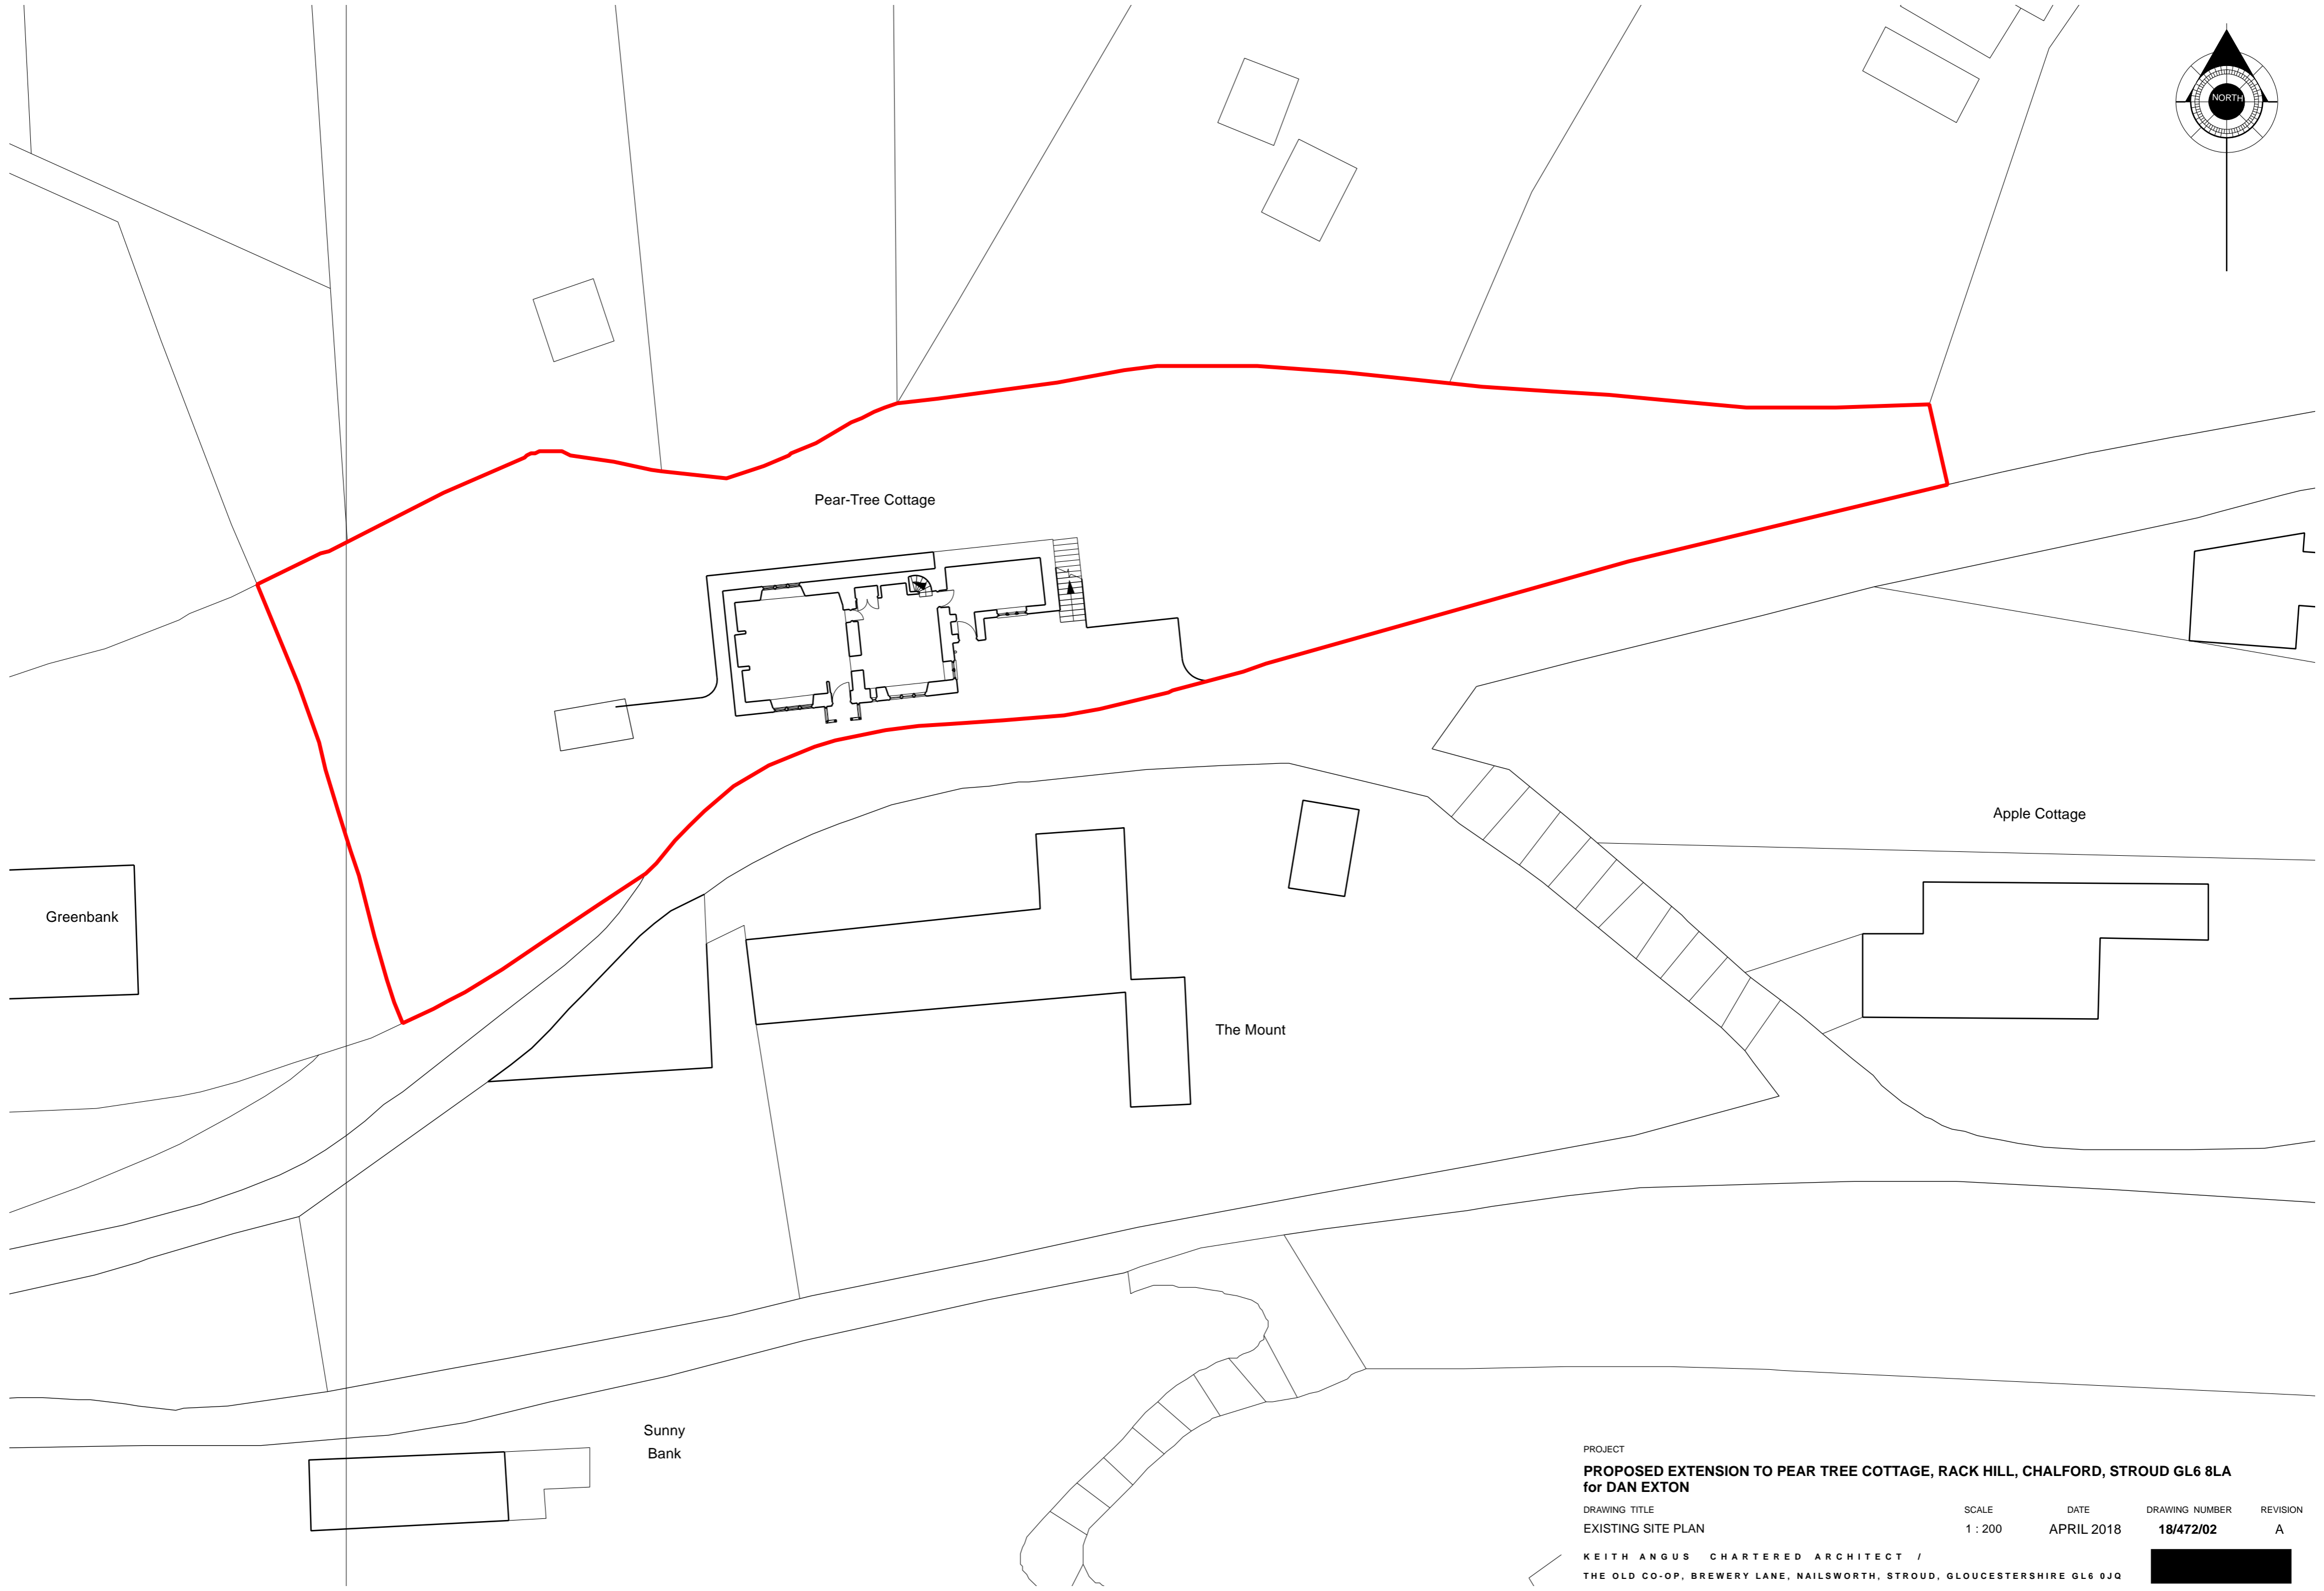 NORTH
Pear-Tree Cottage
Apple Cottage
Greenbank
The Mount
Sunny
Bank
PROJECT
PROPOSED EXTENSION TO PEAR TREE COTTAGE, RACK HILL, CHALFORD, STROUD GL6 8LA
for DAN EXTON
DRAWING TITLE SCALE DATE DRAWING NUMBER REVISION
EXISTING SITE PLAN 1 : 200 APRIL 2018 18/472/02 A
KEITH ANGUS CHARTERED ARCHITECT /
THE OLD CO-OP, BREWERY LANE, NAILSWORTH, STROUD, GLOUCESTERSHIRE GL6 0JQ